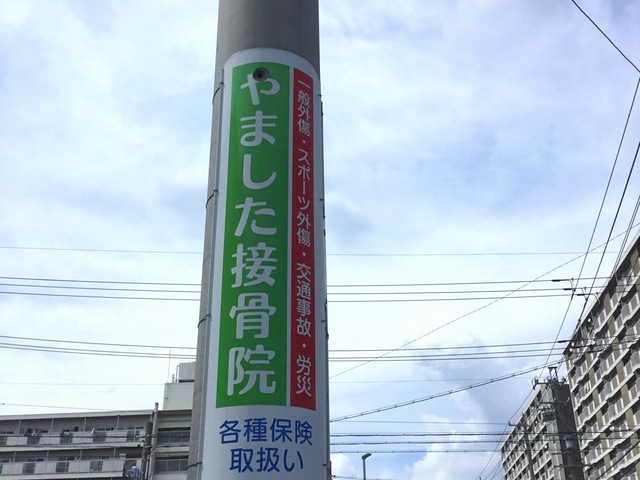 一般外傷・スポーツ外傷・交通事故・労災
やました接骨院
各種保険
取扱い